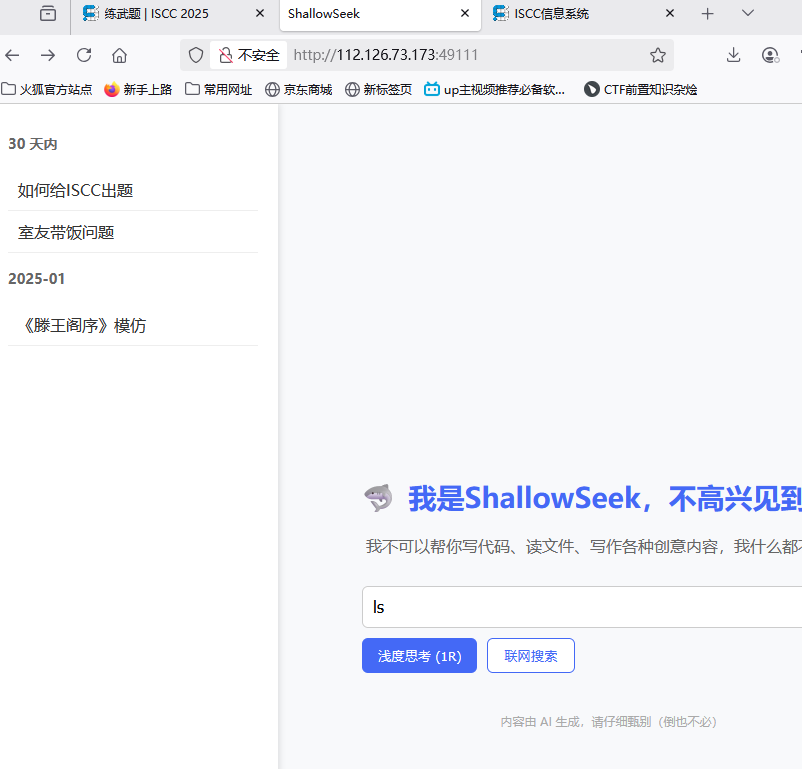 练武题 | ISCC 2025
ShallowSeek
ISCC信息系统
不安全 http://112.126.73.173:49111
火狐官方站点 新手上路 常用网址 京东商城 新标签页 up主视频推荐必备软... CTF前置知识杂烩
30 天内
如何给ISCC出题
室友带饭问题
2025-01
《滕王阁序》模仿
我是ShallowSeek，不高兴见到
我不可以帮你写代码、读文件、写作各种创意内容，我什么都不
ls
浅度思考 (1R) 联网搜索
内容由 AI 生成，请仔细甄别（倒也不必）